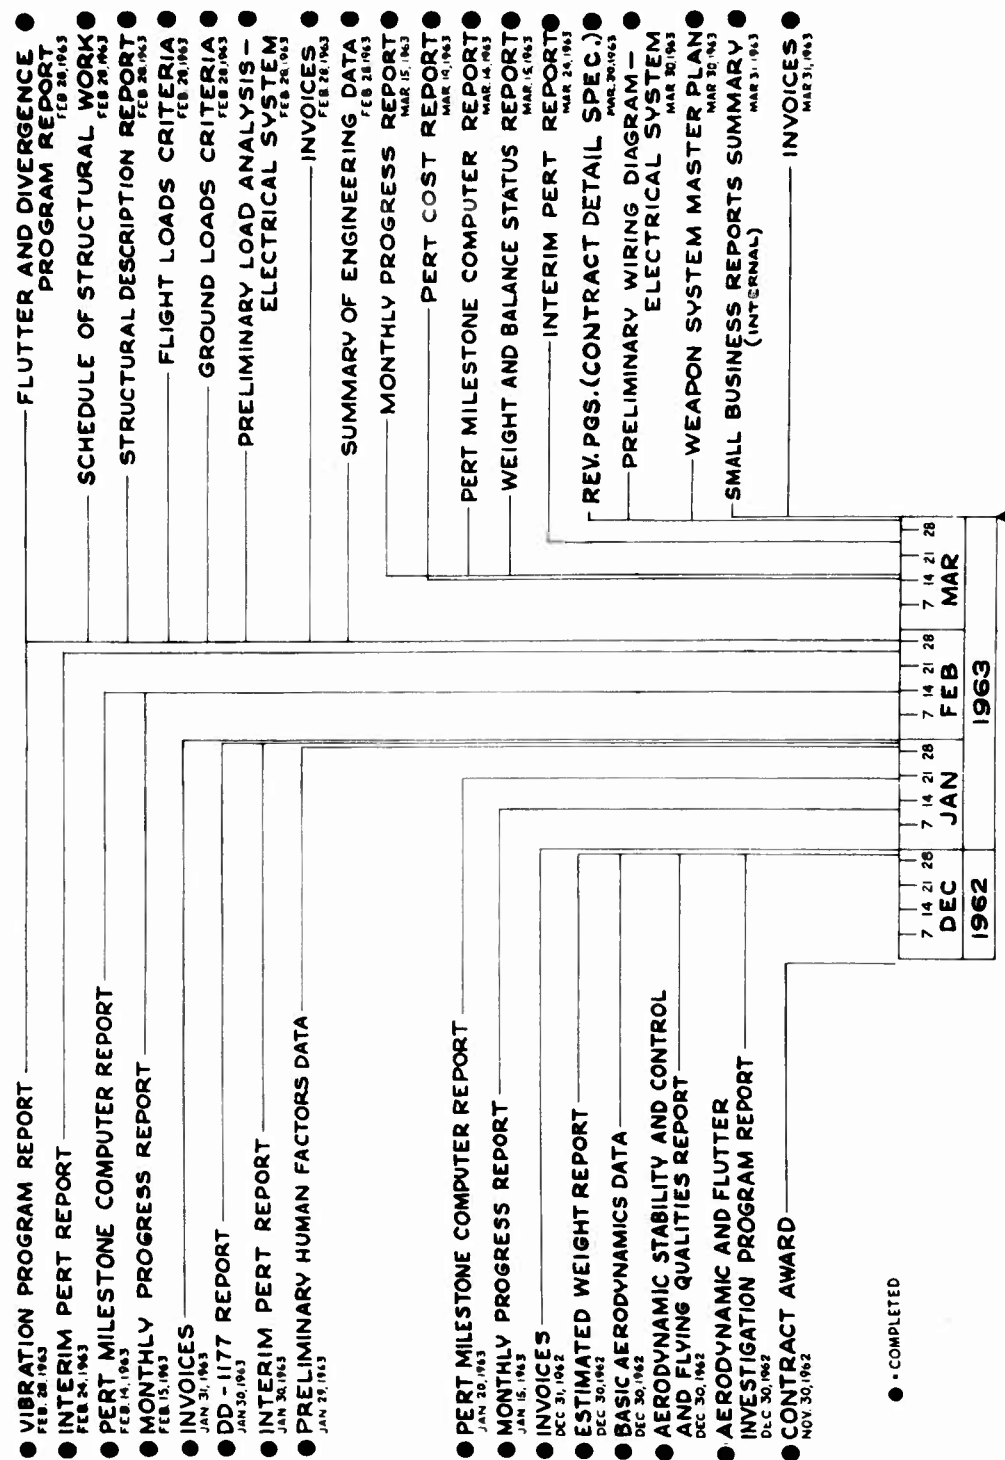 VIBRATION PROGRAM REPORT
FEB. 28, 1963
INTERIM PERT REPORT
FEB. 24, 1963
PERT MILESTONE COMPUTER REPORT
FEB. 14, 1963
MONTHLY PROGRESS REPORT
FEB. 15, 1963
INVOICES
JAN 31, 1963
DD-1177 REPORT
JAN 30, 1963
INTERIM PERT REPORT
JAN 30, 1963
PRELIMINARY HUMAN FACTORS DATA
JAN 29, 1963
PERT MILESTONE COMPUTER REPORT
JAN 20, 1963
MONTHLY PROGRESS REPORT
JAN 15, 1963
INVOICES
DEC 31, 1962
ESTIMATED WEIGHT REPORT
DEC 30, 1962
BASIC AERODYNAMICS DATA
DEC 30, 1962
AERODYNAMIC STABILITY AND CONTROL
AND FLYING QUALITIES REPORT
DEC 30, 1962
AERODYNAMIC AND FLUTTER
INVESTIGATION PROGRAM REPORT
DEC 30, 1962
CONTRACT AWARD
NOV. 30, 1962
● - COMPLETED
FLUTTER AND DIVERGENCE
PROGRAM REPORT
FEB 28, 1963
SCHEDULE OF STRUCTURAL WORK
FEB 28, 1963
STRUCTURAL DESCRIPTION REPORT
FEB 28, 1963
FLIGHT LOADS CRITERIA
FEB 28, 1963
GROUND LOADS CRITERIA
FEB 28, 1963
PRELIMINARY LOAD ANALYSIS-
ELECTRICAL SYSTEM
FEB 28, 1963
INVOICES
FEB 28, 1963
SUMMARY OF ENGINEERING DATA
FEB 28, 1963
MONTHLY PROGRESS REPORT
MAR 15, 1963
PERT COST REPORT
MAR 14, 1963
PERT MILESTONE COMPUTER REPORT
MAR. 14, 1963
WEIGHT AND BALANCE STATUS REPORT
MAR. 15, 1963
INTERIM PERT REPORT
MAR 24, 1963
REV. PGS. (CONTRACT DETAIL SPEC.)
MAR. 30, 1963
PRELIMINARY WIRING DIAGRAM-
ELECTRICAL SYSTEM
MAR 30, 1963
WEAPON SYSTEM MASTER PLAN
MAR 30, 1963
SMALL BUSINESS REPORTS SUMMARY
(INTERNAL)
MAR 31, 1963
INVOICES
MAR 31, 1963
7 14 21 28 7 14 21 28 7 14 21 28 7 14 21 28
DEC JAN FEB MAR
1962 1963